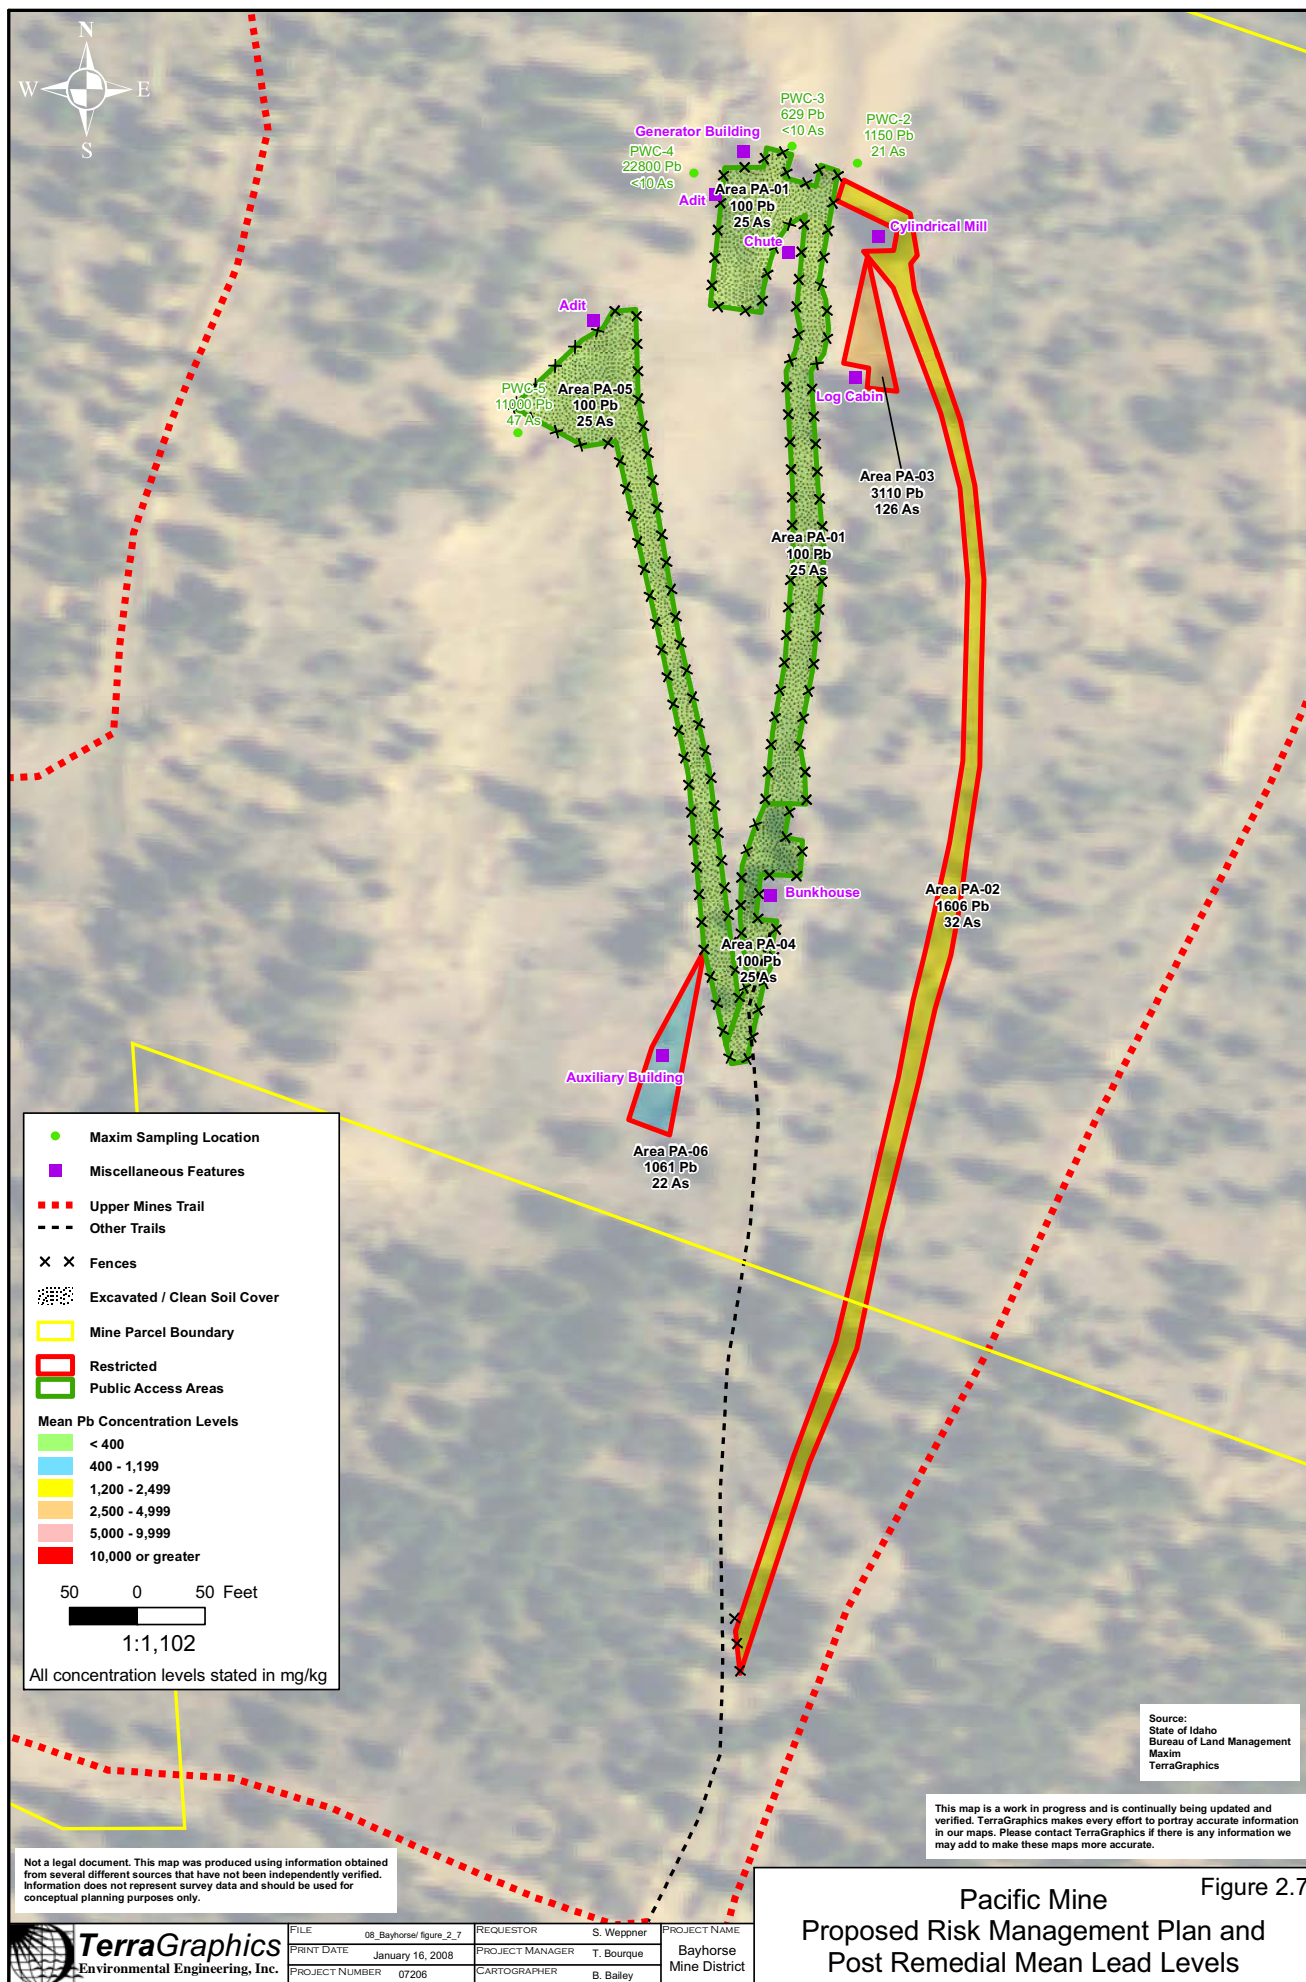 N
W
E
S
PWC-3
629 Pb
<10 As
PWC-2
1150 Pb
21 As
Generator Building
PWC-4
22800 Pb
<10 As
Adit
Area PA-01
100 Pb
25 As
Cylindrical Mill
Chute
Adit
PWC-5
11000 Pb
47 As
Area PA-05
100 Pb
25 As
Log Cabin
Area PA-03
3110 Pb
126 As
Area PA-01
100 Pb
25 As
Bunkhouse
Area PA-02
1606 Pb
32 As
Area PA-04
100 Pb
25 As
Auxiliary Building
Area PA-06
1061 Pb
22 As
Maxim Sampling Location
Miscellaneous Features
Upper Mines Trail
Other Trails
Fences
Excavated / Clean Soil Cover
Mine Parcel Boundary
Restricted
Public Access Areas
Mean Pb Concentration Levels
< 400
400 - 1,199
1,200 - 2,499
2,500 - 4,999
5,000 - 9,999
10,000 or greater
50 0 50 Feet
1:1,102
All concentration levels stated in mg/kg
Source:
State of Idaho
Bureau of Land Management
Maxim
TerraGraphics
This map is a work in progress and is continually being updated and
verified. TerraGraphics makes every effort to portray accurate information
in our maps. Please contact TerraGraphics if there is any information we
may add to make these maps more accurate.
Not a legal document. This map was produced using information obtained
from several different sources that have not been independently verified.
Information does not represent survey data and should be used for
conceptual planning purposes only.
Figure 2.7
Pacific Mine
Proposed Risk Management Plan and
Post Remedial Mean Lead Levels
TerraGraphics
Environmental Engineering, Inc.
FILE 08_Bayhorse/ figure_2_7
PRINT DATE January 16, 2008
PROJECT NUMBER 07206
REQUESTOR S. Weppner
PROJECT MANAGER T. Bourque
CARTOGRAPHER B. Bailey
PROJECT NAME
Bayhorse
Mine District